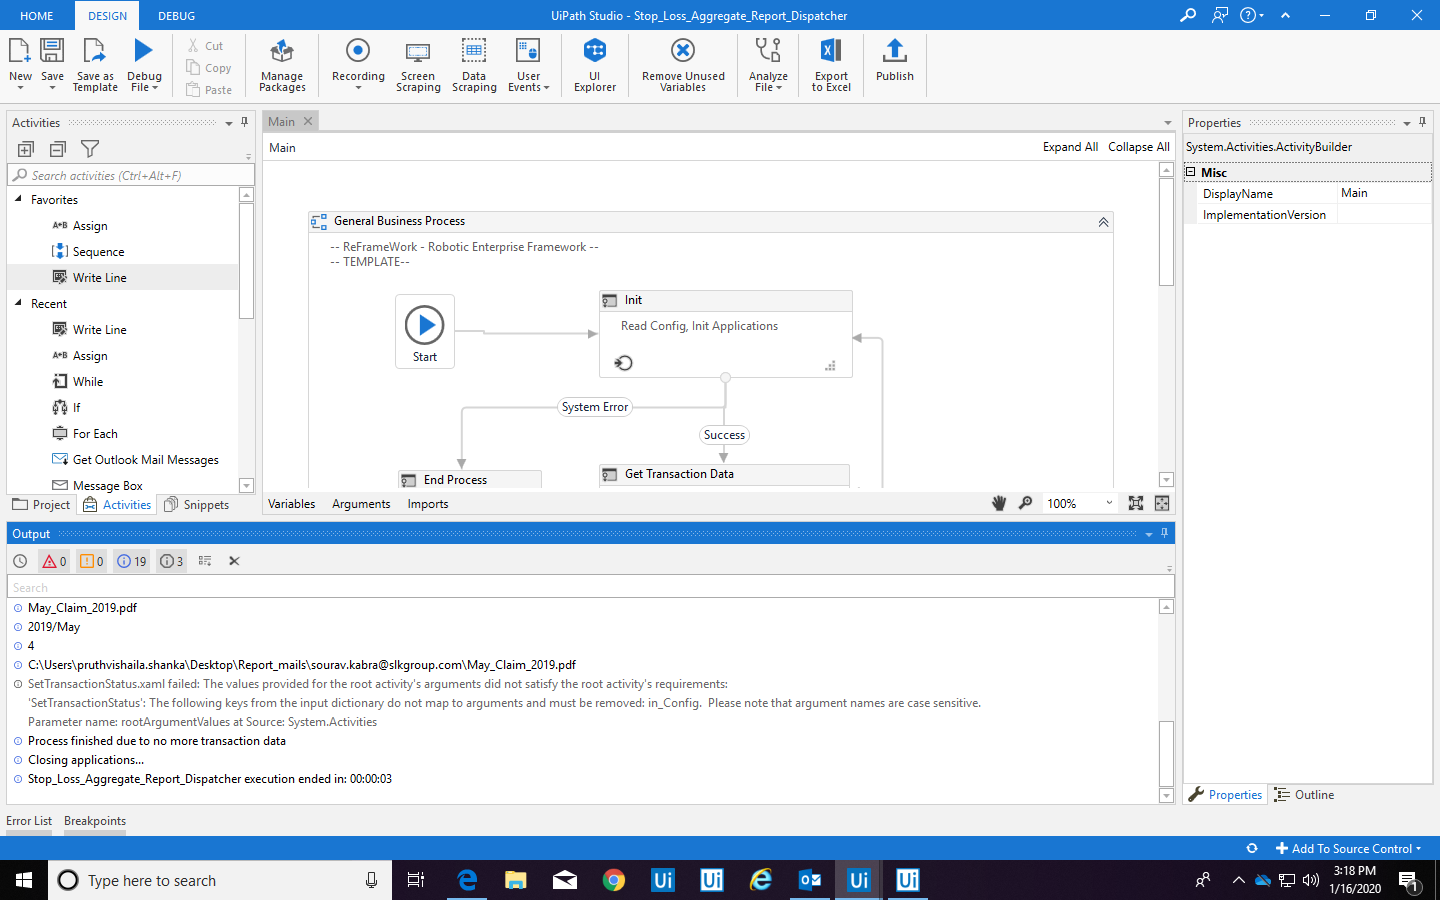 HOME DESIGN DEBUG UiPath Studio - Stop_Loss_Aggregate_Report_Dispatcher
New Save Save as Template Debug File Cut Copy Paste Manage Packages Recording Screen Scraping Data Scraping User Events UI Explorer Remove Unused Variables Analyze File Export to Excel Publish
Activities
Search activities (Ctrl+Alt+F)
Favorites
A+B Assign
Sequence
Write Line
Recent
Write Line
A+B Assign
While
If
For Each
Get Outlook Mail Messages
Message Box
Project Activities Snippets
Main
Main Expand All Collapse All
General Business Process
-- ReFrameWork - Robotic Enterprise Framework --
-- TEMPLATE--
Start
Init
Read Config, Init Applications
System Error
Success
End Process
Get Transaction Data
Variables Arguments Imports 100%
Properties
System.Activities.ActivityBuilder
Misc
DisplayName Main
ImplementationVersion
Properties Outline
Output
0 0 19 3
Search
May_Claim_2019.pdf
2019/May
4
C:\Users\pruthvishaila.shanka\Desktop\Report_mails\sourav.kabra@slkgroup.com\May_Claim_2019.pdf
SetTransactionStatus.xaml failed: The values provided for the root activity's arguments did not satisfy the root activity's requirements:
'SetTransactionStatus': The following keys from the input dictionary do not map to arguments and must be removed: in_Config.  Please note that argument names are case sensitive.
Parameter name: rootArgumentValues at Source: System.Activities
Process finished due to no more transaction data
Closing applications...
Stop_Loss_Aggregate_Report_Dispatcher execution ended in: 00:00:03
Error List Breakpoints
Add To Source Control
Type here to search
Ui Ui Ui Ui
3:18 PM
1/16/2020
1